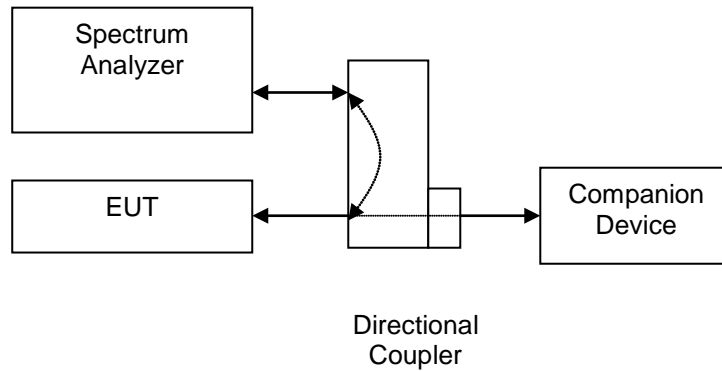 Spectrum
Analyzer
EUT
Companion
Device
Directional
Coupler